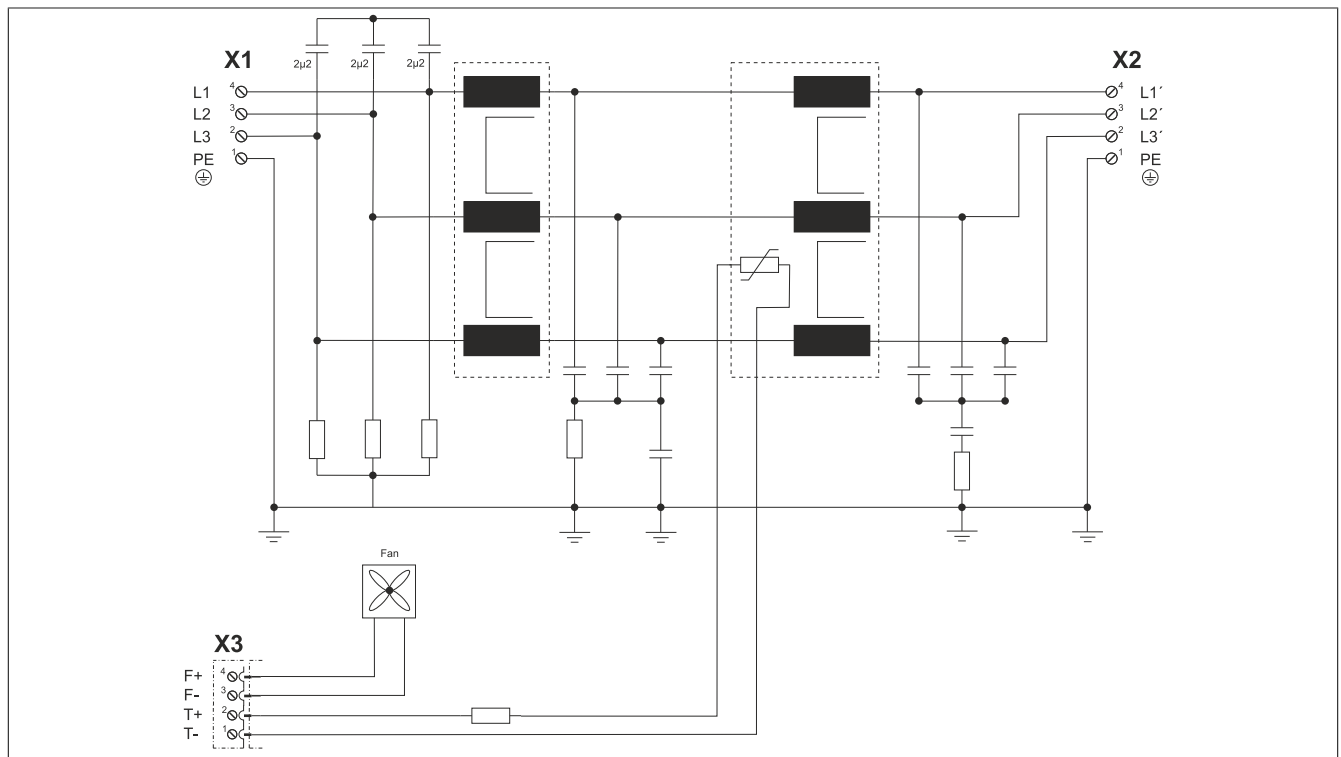 2µ2 2µ2 2µ2
X1
L1 4
L2 3
L3 2
PE 1
X2
4 L1´
3 L2´
2 L3´
1 PE
Fan
X3
F+ 4
F- 3
T+ 2
T- 1